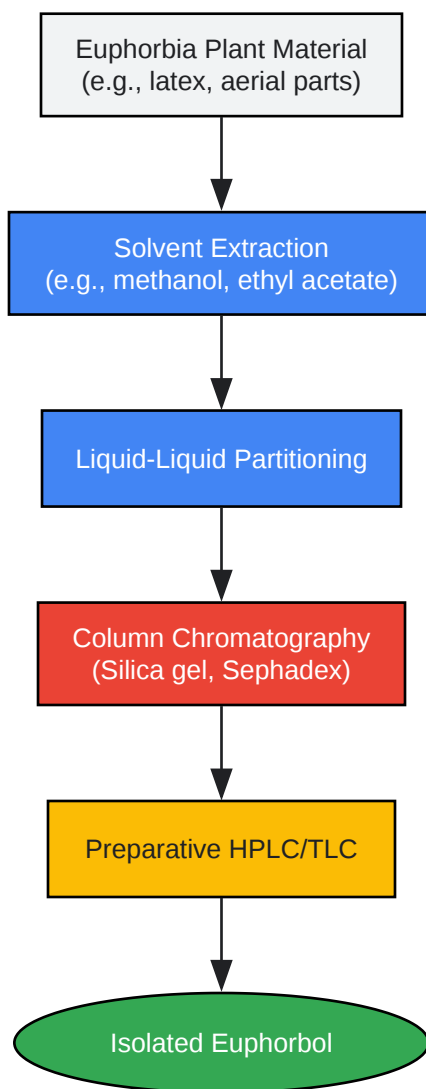 Euphorbia Plant Material
(e.g., latex, aerial parts)
Solvent Extraction
(e.g., methanol, ethyl acetate)
Liquid-Liquid Partitioning
Column Chromatography
(Silica gel, Sephadex)
Preparative HPLC/TLC
Isolated Euphorbol